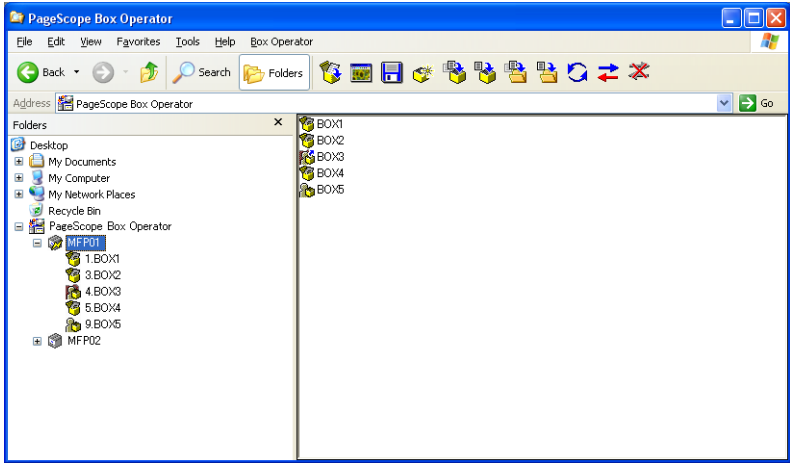 PageScope Box Operator
File Edit View Favorites Tools Help Box Operator
Back Search Folders
Address PageScope Box Operator Go
Folders
Desktop
My Documents
My Computer
My Network Places
Recycle Bin
PageScope Box Operator
MFP01
1.BOX1
3.BOX2
4.BOX3
5.BOX4
9.BOX5
MFP02
BOX1
BOX2
BOX3
BOX4
BOX5